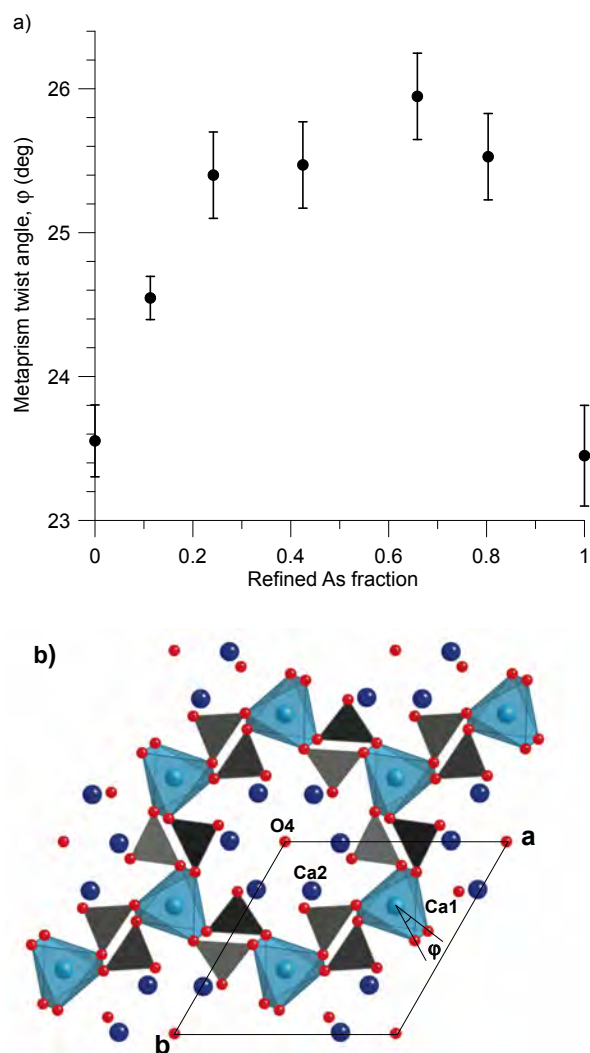 a)
Metaprism twist angle, φ (deg)
26
25
24
23
0
0.2
0.4
0.6
0.8
1
Refined As fraction
b)
O4
a
Ca2
Ca1
φ
b